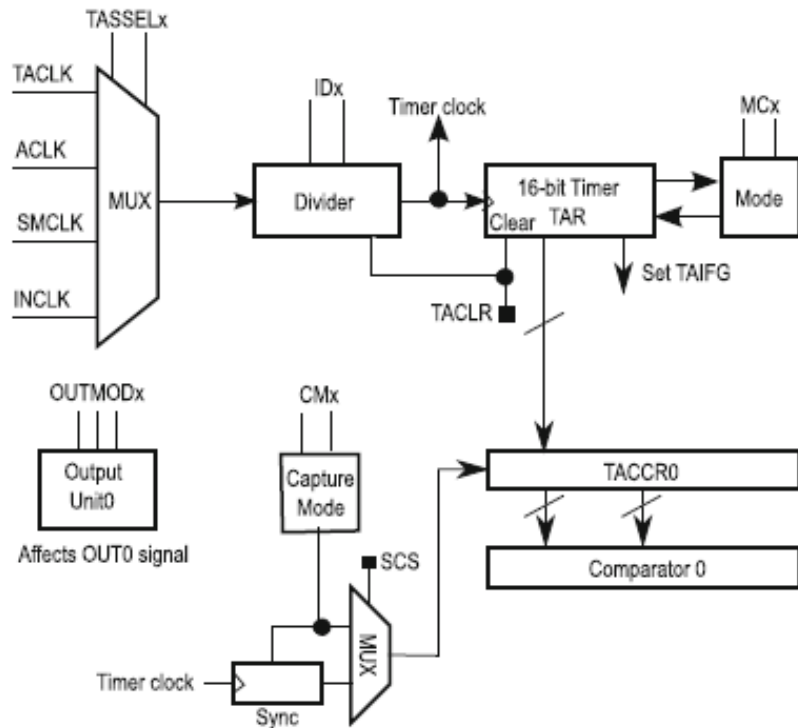 TASSELx
TACLK
ACLK
SMCLK
INCLK
MUX
IDx
Divider
Timer clock
16-bit Timer
TAR
Clear
MCx
Mode
Set TAIFG
TACLR
OUTMODx
Output
Unit0
Affects OUT0 signal
CMx
Capture
Mode
SCS
MUX
Timer clock
Sync
TACCR0
Comparator 0